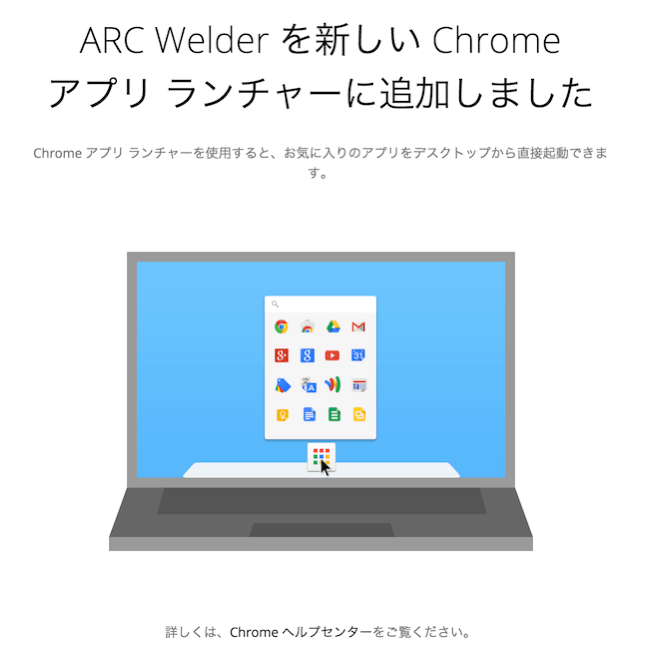 ARC Welder を新しい Chrome
アプリ ランチャーに追加しました
Chrome アプリ ランチャーを使用すると、お気に入りのアプリをデスクトップから直接起動できま
す。
8+
8
31
A
詳しくは、Chrome ヘルプセンターをご覧ください。